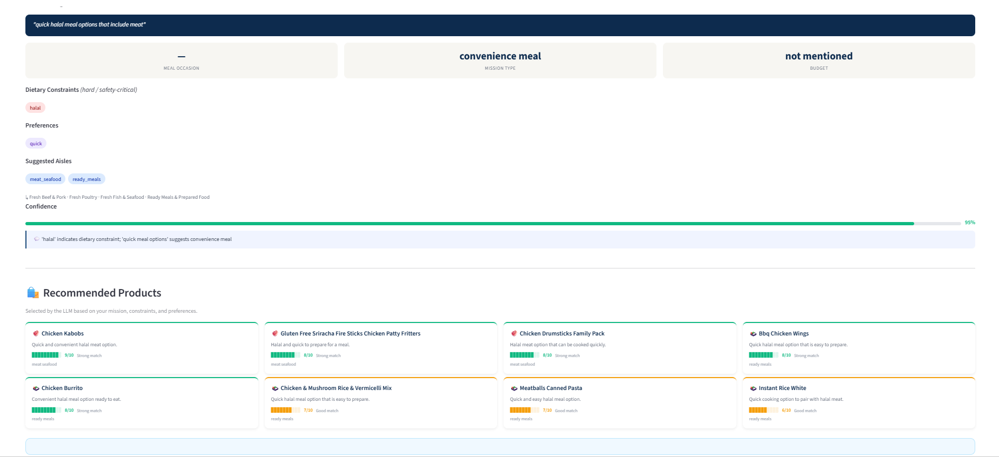 "quick halal meal options that include meat"
—
MEAL OCCASION
convenience meal
MISSION TYPE
not mentioned
BUDGET
Dietary Constraints (hard / safety-critical)
halal
Preferences
quick
Suggested Aisles
meat_seafood ready_meals
↳ Fresh Beef & Pork · Fresh Poultry · Fresh Fish & Seafood · Ready Meals & Prepared Food
Confidence
95%
'halal' indicates dietary constraint; 'quick meal options' suggests convenience meal
Recommended Products
Selected by the LLM based on your mission, constraints, and preferences.
Chicken Kabobs
Quick and convenient halal meat option.
9/10 Strong match
meat seafood
Gluten Free Sriracha Fire Sticks Chicken Patty Fritters
Halal and quick to prepare for a meal.
8/10 Strong match
meat seafood
Chicken Drumsticks Family Pack
Halal meat option that can be cooked quickly.
8/10 Strong match
meat seafood
Bbq Chicken Wings
Quick halal meal option that is easy to prepare.
8/10 Strong match
ready meals
Chicken Burrito
Convenient halal meal option ready to eat.
8/10 Strong match
ready meals
Chicken & Mushroom Rice & Vermicelli Mix
Quick halal meal option that is easy to prepare.
7/10 Good match
ready meals
Meatballs Canned Pasta
Quick and easy halal meal option.
7/10 Good match
ready meals
Instant Rice White
Quick cooking option to pair with halal meat.
6/10 Good match
ready meals